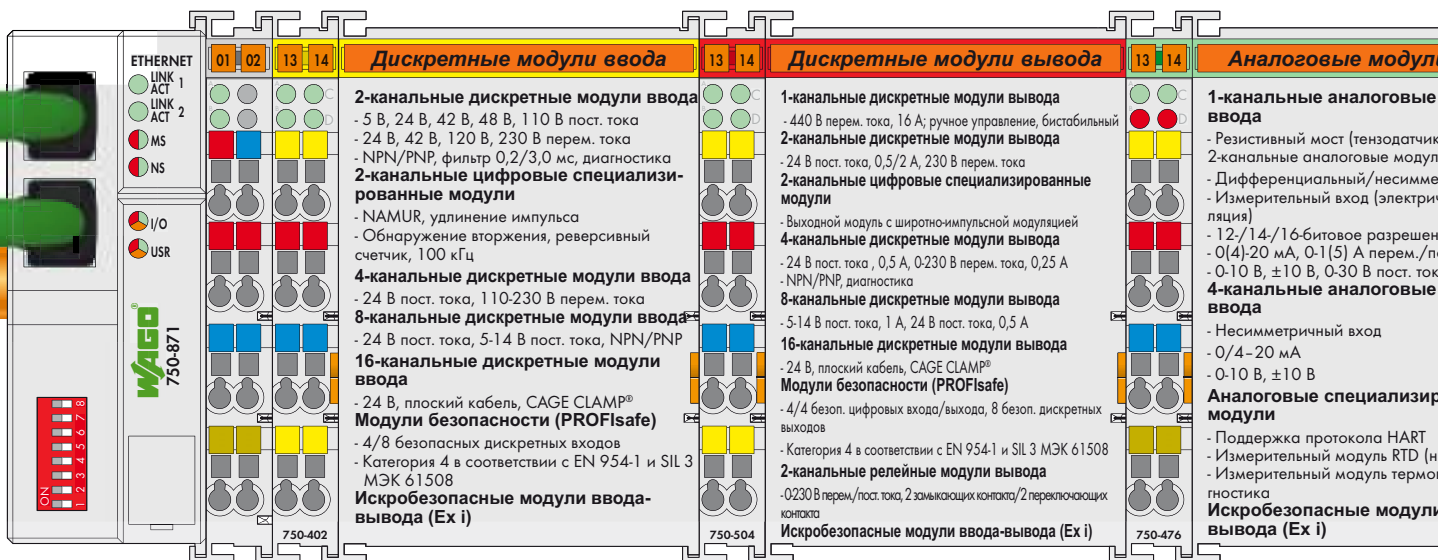 ETHERNET
LINK
ACT 1
LINK
ACT 2
MS
NS
I/O
USR
WAGO
750-871
ON
1 2 3 4 5 6 7 8
01 02
13 14
750-402
Дискретные модули ввода
2-канальные дискретные модули ввода
- 5 В, 24 В, 42 В, 48 В, 110 В пост. тока
- 24 В, 42 В, 120 В, 230 В перем. тока
- NPN/PNP, фильтр 0,2/3,0 мс, диагностика
2-канальные цифровые специализи-
рованные модули
- NAMUR, удлинение импульса
- Обнаружение вторжения, реверсивный
счетчик, 100 кГц
4-канальные дискретные модули ввода
- 24 В пост. тока, 110-230 В перем. тока
8-канальные дискретные модули ввода
- 24 В пост. тока, 5-14 В пост. тока, NPN/PNP
16-канальные дискретные модули
ввода
- 24 В, плоский кабель, CAGE CLAMP®
Модули безопасности (PROFIsafe)
- 4/8 безопасных дискретных входов
- Категория 4 в соответствии с EN 954-1 и SIL 3
МЭК 61508
Искробезопасные модули ввода-
вывода (Ex i)
13 14
C
D
750-504
Дискретные модули вывода
1-канальные дискретные модули вывода
- 440 В перем. тока, 16 А; ручное управление, бистабильный
2-канальные дискретные модули вывода
- 24 В пост. тока, 0,5/2 А, 230 В перем. тока
2-канальные цифровые специализированные
модули
- Выходной модуль с широтно-импульсной модуляцией
4-канальные дискретные модули вывода
- 24 В пост. тока , 0,5 А, 0-230 В перем. тока, 0,25 А
- NPN/PNP, диагностика
8-канальные дискретные модули вывода
- 5-14 В пост. тока, 1 А, 24 В пост. тока, 0,5 А
16-канальные дискретные модули вывода
- 24 В, плоский кабель, CAGE CLAMP®
Модули безопасности (PROFIsafe)
- 4/4 безоп. цифровых входа/выхода, 8 безоп. дискретных
выходов
- Категория 4 в соответствии с EN 954-1 и SIL 3 МЭК 61508
2-канальные релейные модули вывода
- 0-230 В перем./пост. тока, 2 замыкающих контакта/2 переключающих
контакта
Искробезопасные модули ввода-вывода (Ex i)
13 14
750-476
Аналоговые модули
1-канальные аналоговые
ввода
- Резистивный мост (тензодатчик
2-канальные аналоговые модул
- Дифференциальный/несимме
- Измерительный вход (электрич
ляция)
- 12-/14-/16-битовое разрешен
- 0(4)-20 мА, 0-1(5) А перем./по
- 0-10 В, ±10 В, 0-30 В пост. ток
4-канальные аналоговые
ввода
- Несимметричный вход
- 0/4–20 мА
- 0-10 В, ±10 В
Аналоговые специализир
модули
- Поддержка протокола HART
- Измерительный модуль RTD (н
- Измерительный модуль термо
гностика
Искробезопасные модули
вывода (Ex i)